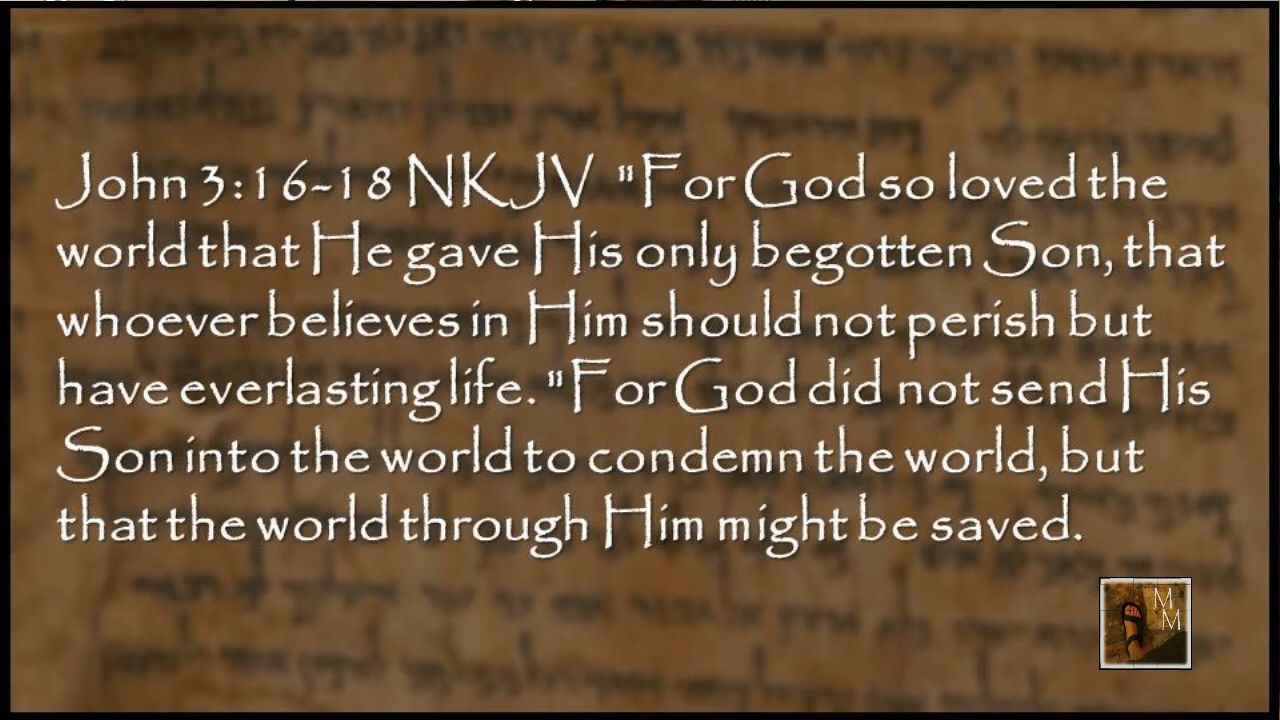 John 3:16-18 NKJV "For God so loved the
world that He gave His only begotten Son, that
whoever believes in Him should not perish but
have everlasting life. "For God did not send His
Son into the world to condemn the world, but
that the world through Him might be saved.
M
M